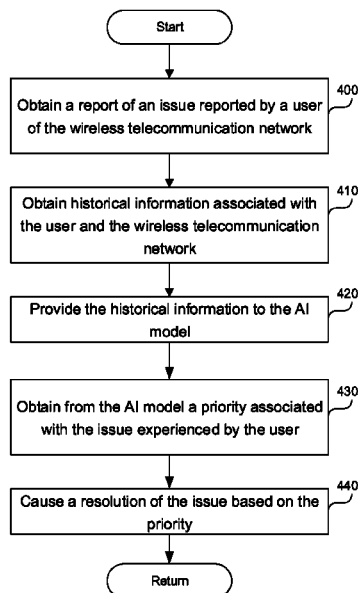 Start
400
Obtain a report of an issue reported by a user
of the wireless telecommunication network
410
Obtain historical information associated with
the user and the wireless telecommunication
network
420
Provide the historical information to the AI
model
430
Obtain from the AI model a priority associated
with the issue experienced by the user
440
Cause a resolution of the issue based on the
priority
Return